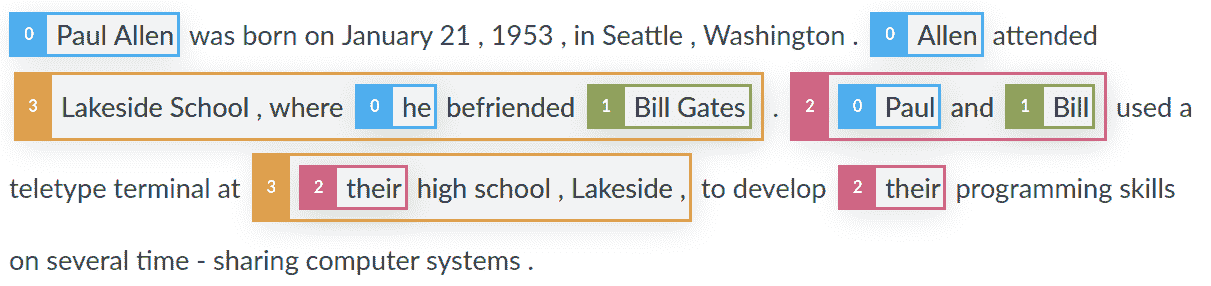 0 Paul Allen was born on January 21 , 1953 , in Seattle , Washington . 0 Allen attended
3 Lakeside School , where 0 he befriended 1 Bill Gates . 2 0 Paul and 1 Bill used a
teletype terminal at 3 2 their high school , Lakeside , to develop 2 their programming skills
on several time - sharing computer systems .